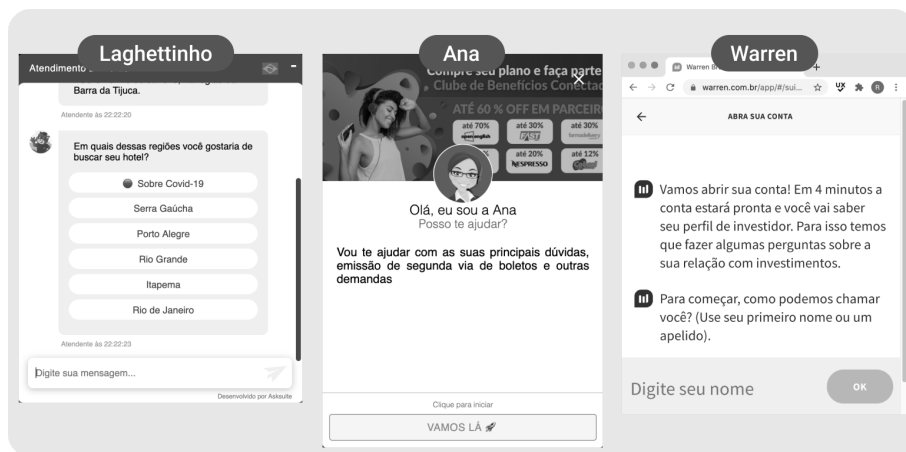 Laghettinho
Atendimento
Barra da Tijuca.
Atendente às 22:22:20
Em quais dessas regiões você gostaria de
buscar seu hotel?
Sobre Covid-19
Serra Gaúcha
Porto Alegre
Rio Grande
Itapema
Rio de Janeiro
Atendente às 22:22:23
Digite sua mensagem...
Desenvolvido por Asksuite
Ana
Compre seu plano e faça parte
Clube de Benefícios Conectad
ATÉ 60 % OFF EM PARCEIR
até 70%
até 30%
até 30%
open english
FAST
farmadelivery
até 20%
até 12%
NESPRESSO
Olá, eu sou a Ana
Posso te ajudar?
Vou te ajudar com as suas principais dúvidas,
emissão de segunda via de boletos e outras
demandas
Clique para iniciar
VAMOS LÁ 🚀
Warren
Warren B
warren.com.br/app/#/sui...
UX
R
ABRA SUA CONTA
Vamos abrir sua conta! Em 4 minutos a
conta estará pronta e você vai saber
seu perfil de investidor. Para isso temos
que fazer algumas perguntas sobre a
sua relação com investimentos.
Para começar, como podemos chamar
você? (Use seu primeiro nome ou um
apelido).
Digite seu nome
OK